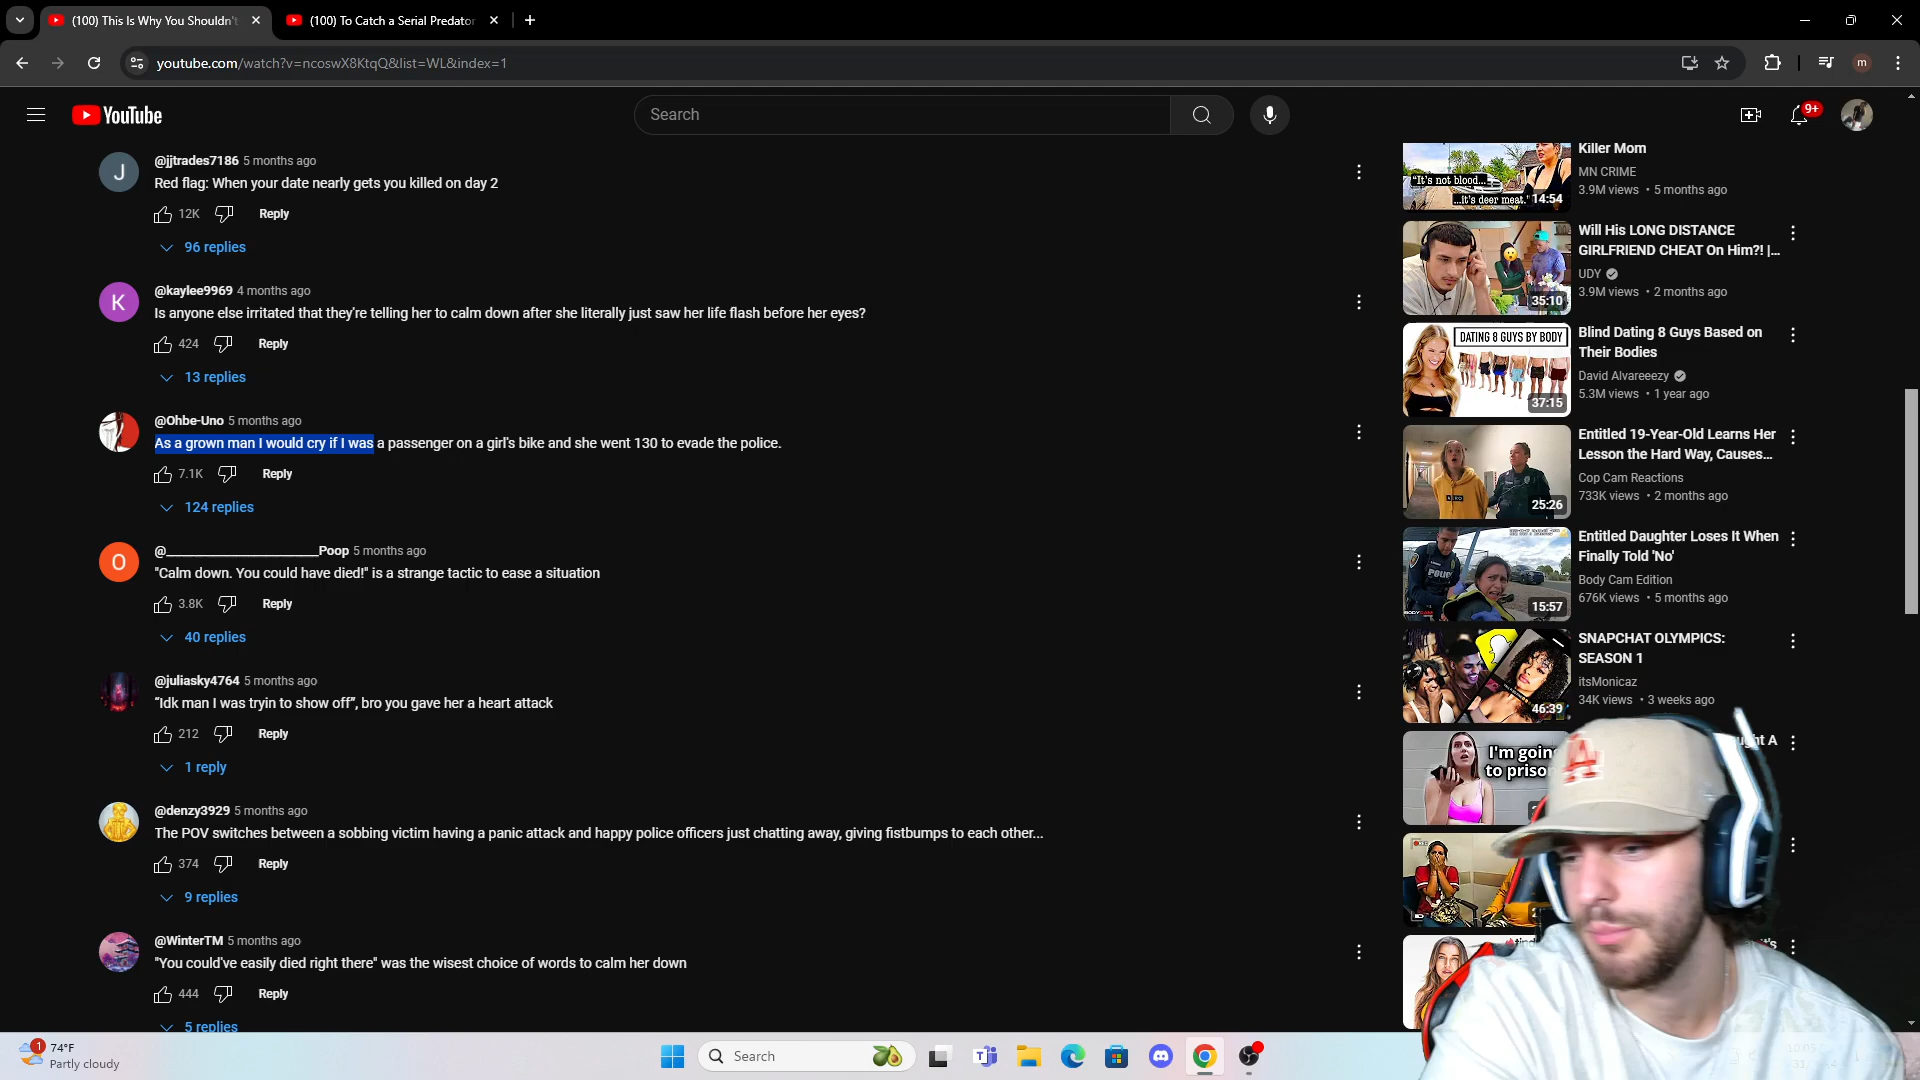 (100) This Is Why You Shouldn't
(100) To Catch a Serial Predator
youtube.com/watch?v=ncoswX8KtqQ&list=WL&index=1
m
YouTube
Search
9+
J
@jjtrades7186 5 months ago
Red flag: When your date nearly gets you killed on day 2
12K
Reply
96 replies
K
@kaylee9969 4 months ago
Is anyone else irritated that they're telling her to calm down after she literally just saw her life flash before her eyes?
424
Reply
13 replies
@Ohbe-Uno 5 months ago
As a grown man I would cry if I was a passenger on a girl's bike and she went 130 to evade the police.
7.1K
Reply
124 replies
O
@______________________Poop 5 months ago
"Calm down. You could have died!" is a strange tactic to ease a situation
3.8K
Reply
40 replies
@juliasky4764 5 months ago
“Idk man I was tryin to show off”, bro you gave her a heart attack
212
Reply
1 reply
@denzy3929 5 months ago
The POV switches between a sobbing victim having a panic attack and happy police officers just chatting away, giving fistbumps to each other...
374
Reply
9 replies
@WinterTM 5 months ago
"You could've easily died right there" was the wisest choice of words to calm her down
444
Reply
5 replies
"It's not blood...
...it's deer meat."
14:54
Killer Mom
MN CRIME
3.9M views • 5 months ago
35:10
Will His LONG DISTANCE
GIRLFRIEND CHEAT On Him?! |...
UDY
3.9M views • 2 months ago
DATING 8 GUYS BY BODY
37:15
Blind Dating 8 Guys Based on
Their Bodies
David Alvareeezy
5.3M views • 1 year ago
25:26
Entitled 19-Year-Old Learns Her
Lesson the Hard Way, Causes...
Cop Cam Reactions
733K views • 2 months ago
POLICE
15:57
Entitled Daughter Loses It When
Finally Told 'No'
Body Cam Edition
676K views • 5 months ago
46:39
SNAPCHAT OLYMPICS:
SEASON 1
itsMonicaz
34K views • 3 weeks ago
I'm goin
to priso
A
A
1
74°F
Partly cloudy
Search